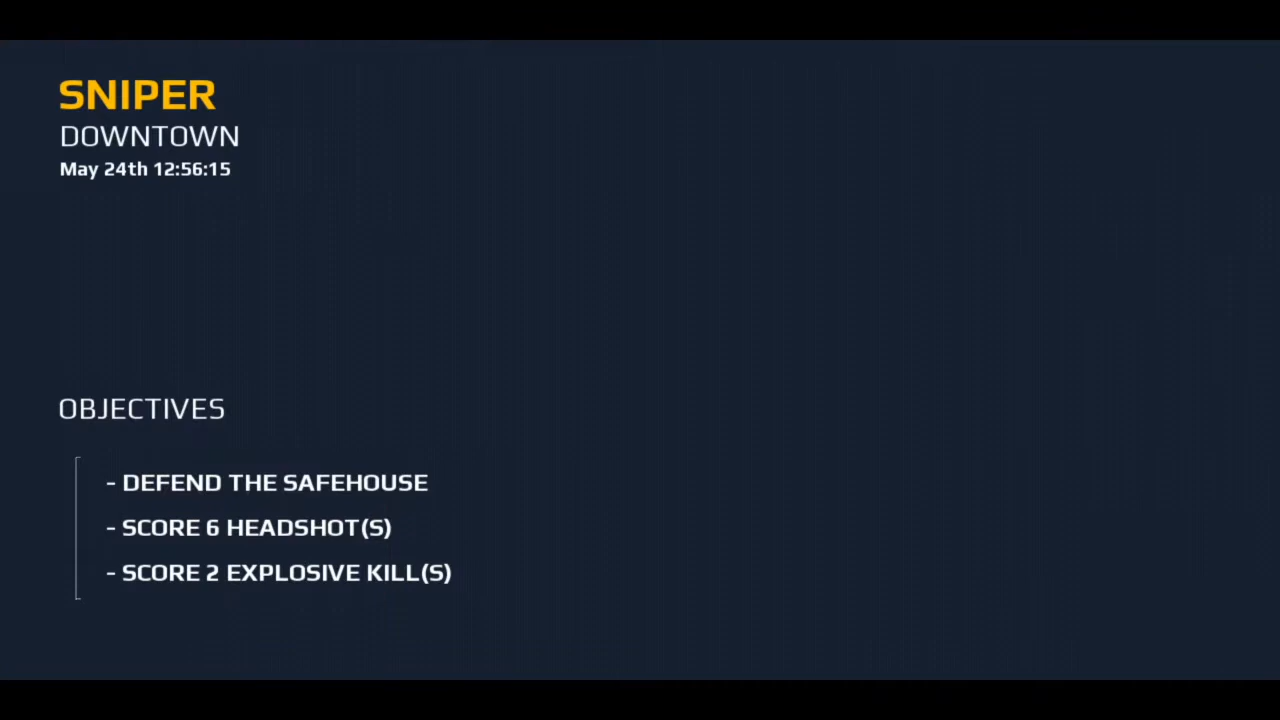 SNIPER
DOWNTOWN
May 24th 12:56:15
OBJECTIVES
- DEFEND THE SAFEHOUSE
- SCORE 6 HEADSHOT(S)
- SCORE 2 EXPLOSIVE KILL(S)